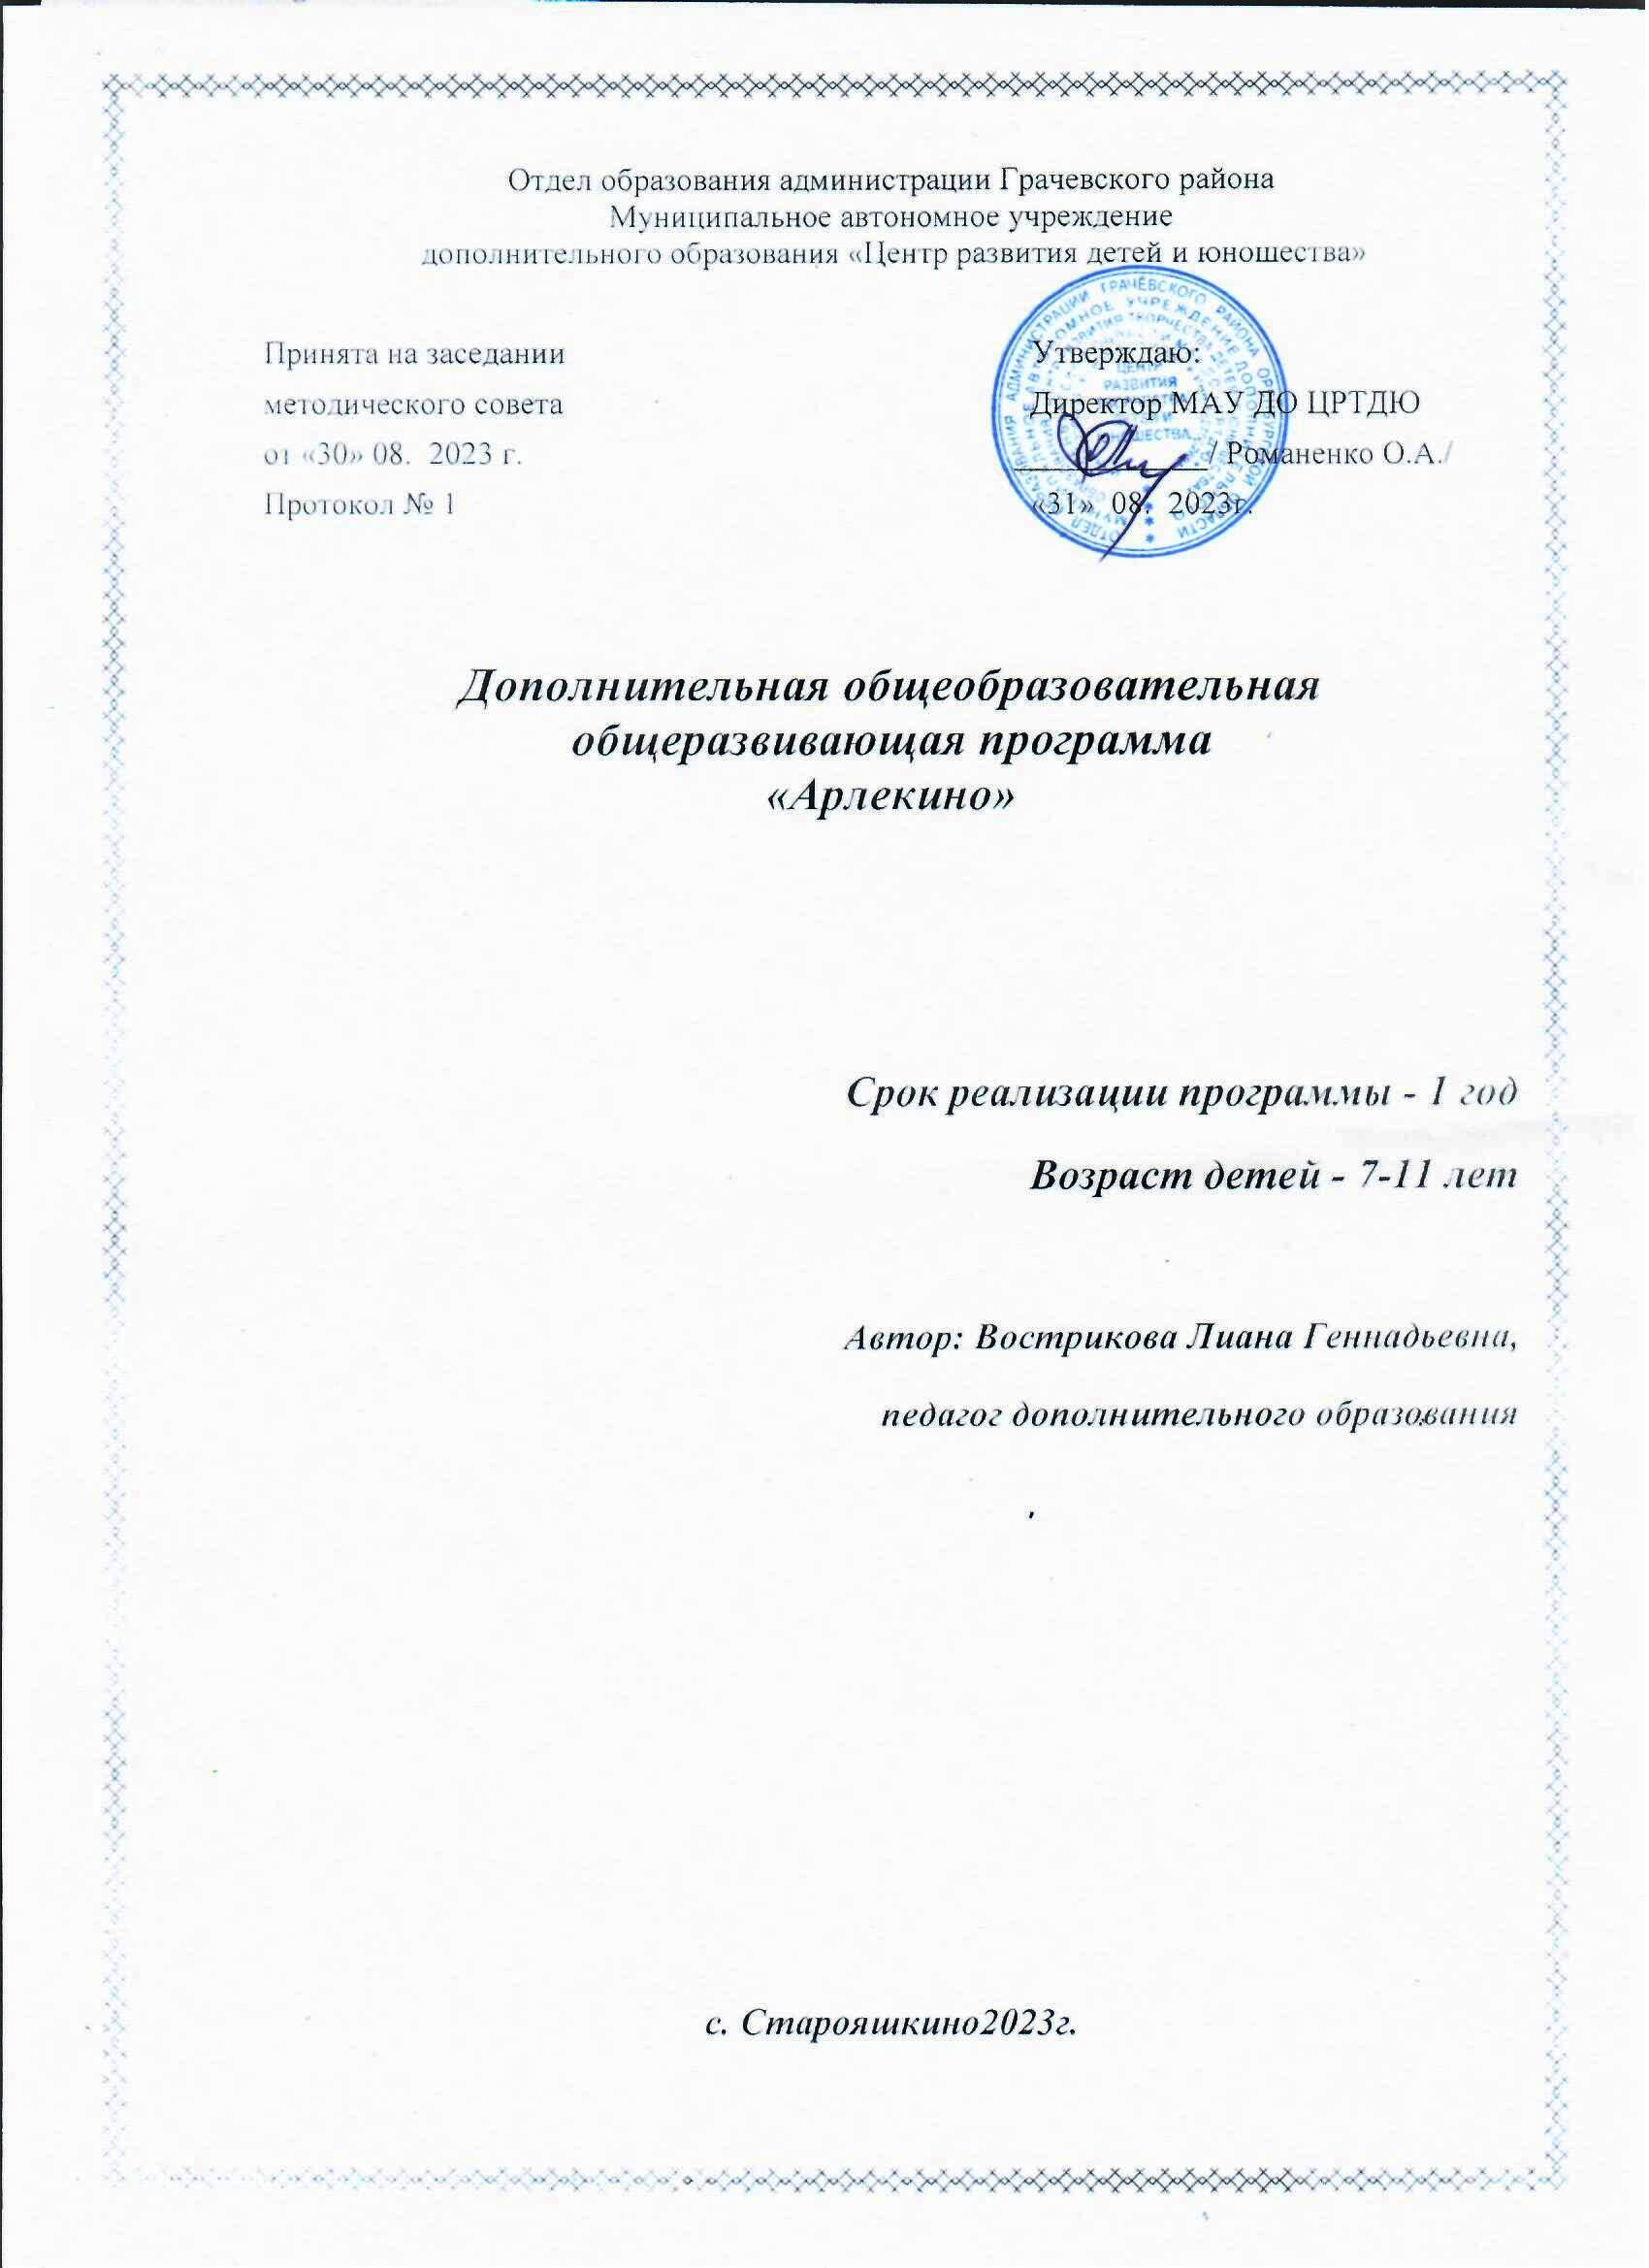 Отдел образования администрации Грачевского района
Муниципальное автономное учреждение
дополнительного образования «Центр развития детей и юношества»
Принята на заседании
методического совета
от «30» 08. 2023 г.
Протокол № 1
Утверждаю:
Директор МАУ ДО ЦРТДЮ
____________/ Романенко О.А./
«31» 08. 2023г.
Дополнительная общеобразовательная
общеразвивающая программа
«Арлекино»
Срок реализации программы - 1 год
Возраст детей - 7-11 лет
Автор: Вострикова Лиана Геннадьевна,
педагог дополнительного образования
с. Старояшкино2023г.